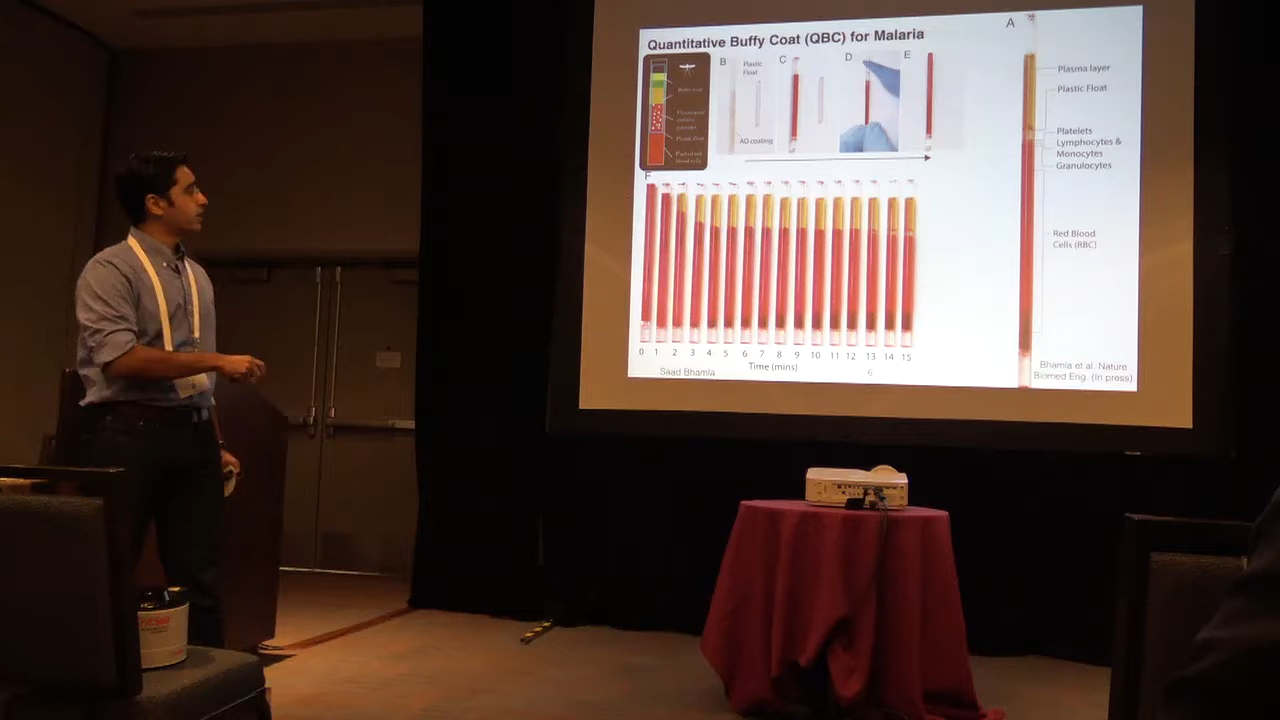 Quantitative Buffy Coat (QBC) for Malaria
A
B
Plastic
Float
AO coating
C
D
E
Plasma layer
Plastic Float
Platelets
Lymphocytes &
Monocytes
Granulocytes
Red Blood
Cells (RBC)
F
0 1 2 3 4 5 6 7 8 9 10 11 12 13 14 15
Time (mins)
Saad Bhamla
6
Bhamla et al. Nature
Biomed Eng. (In press)